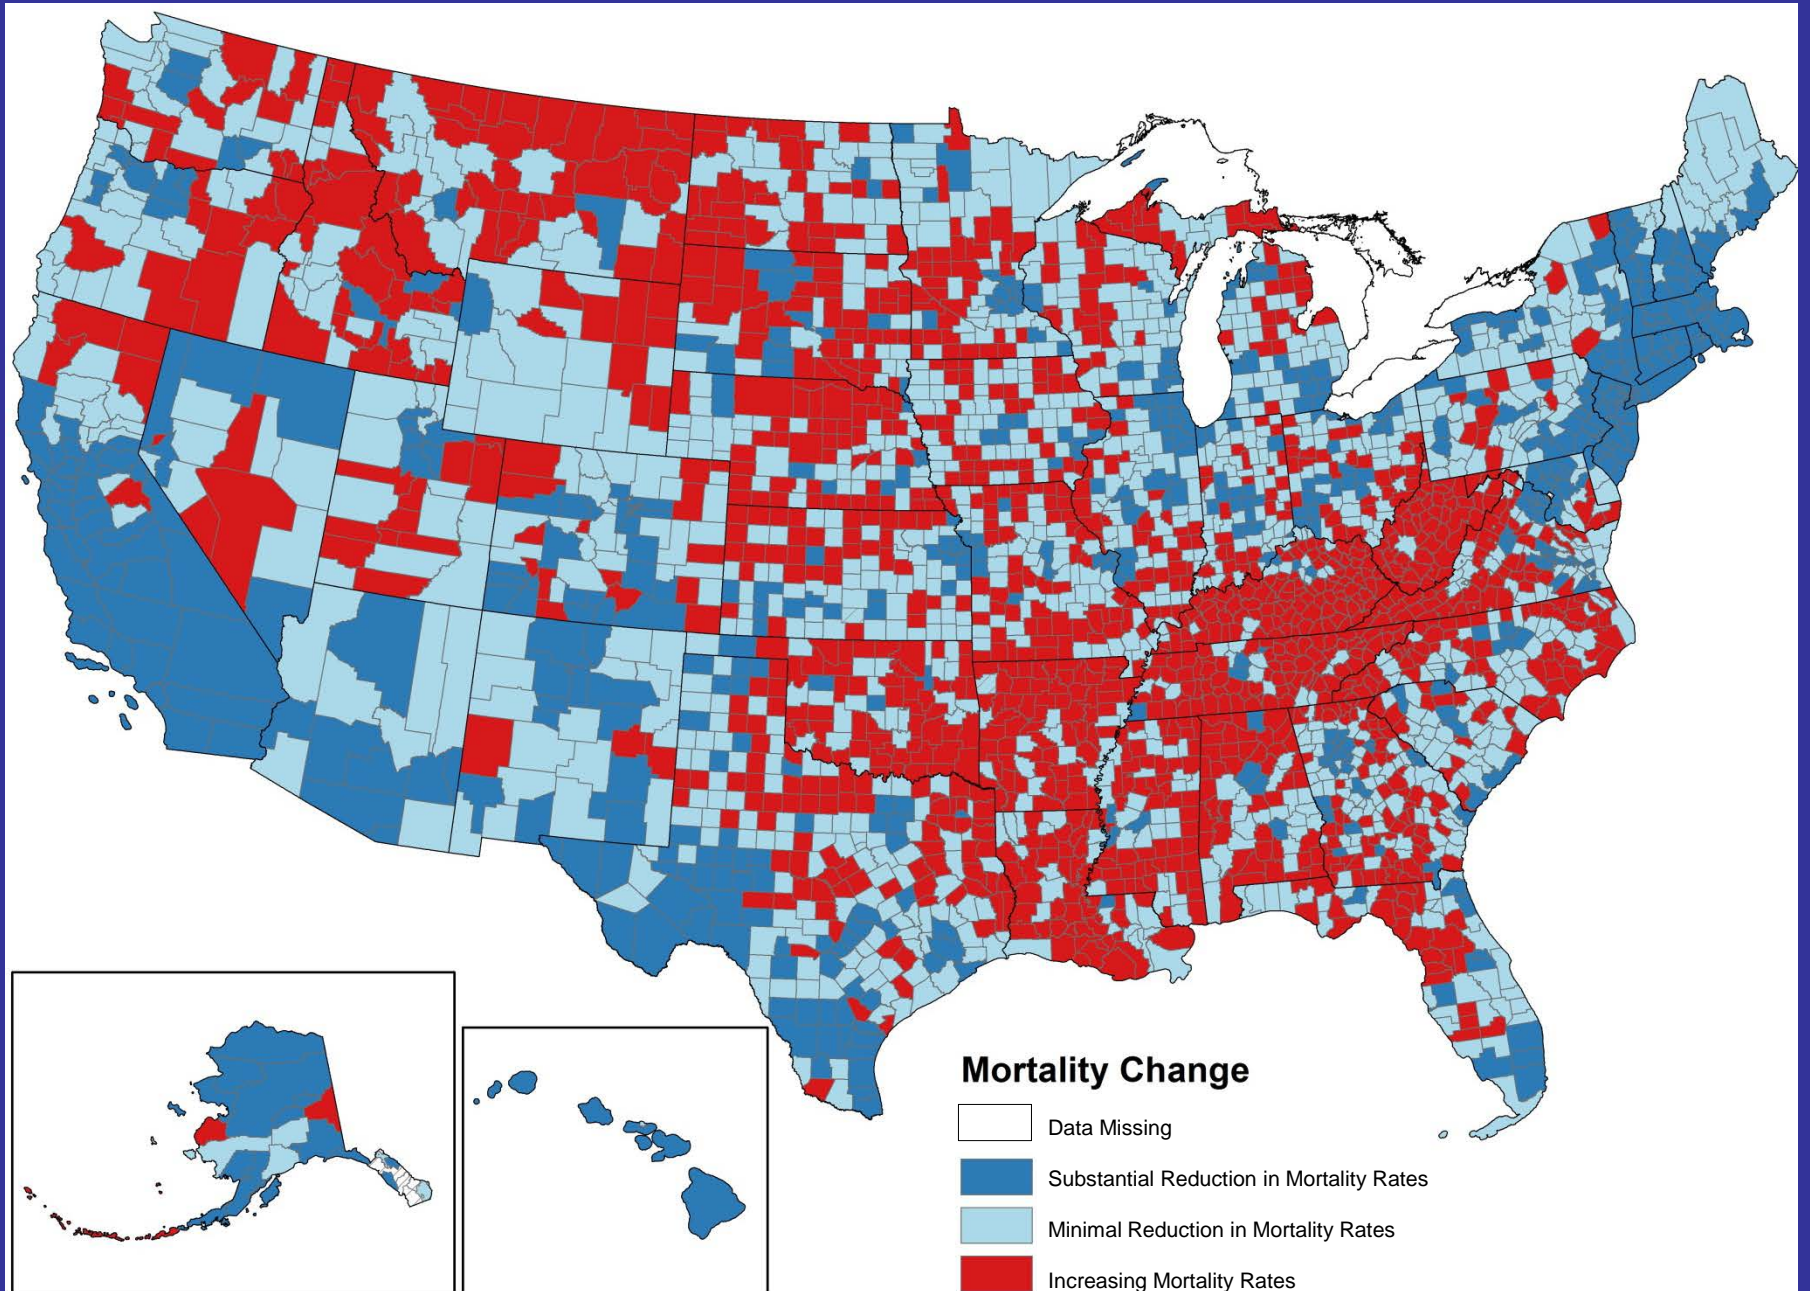 Mortality Change
Data Missing
Substantial Reduction in Mortality Rates
Minimal Reduction in Mortality Rates
Increasing Mortality Rates